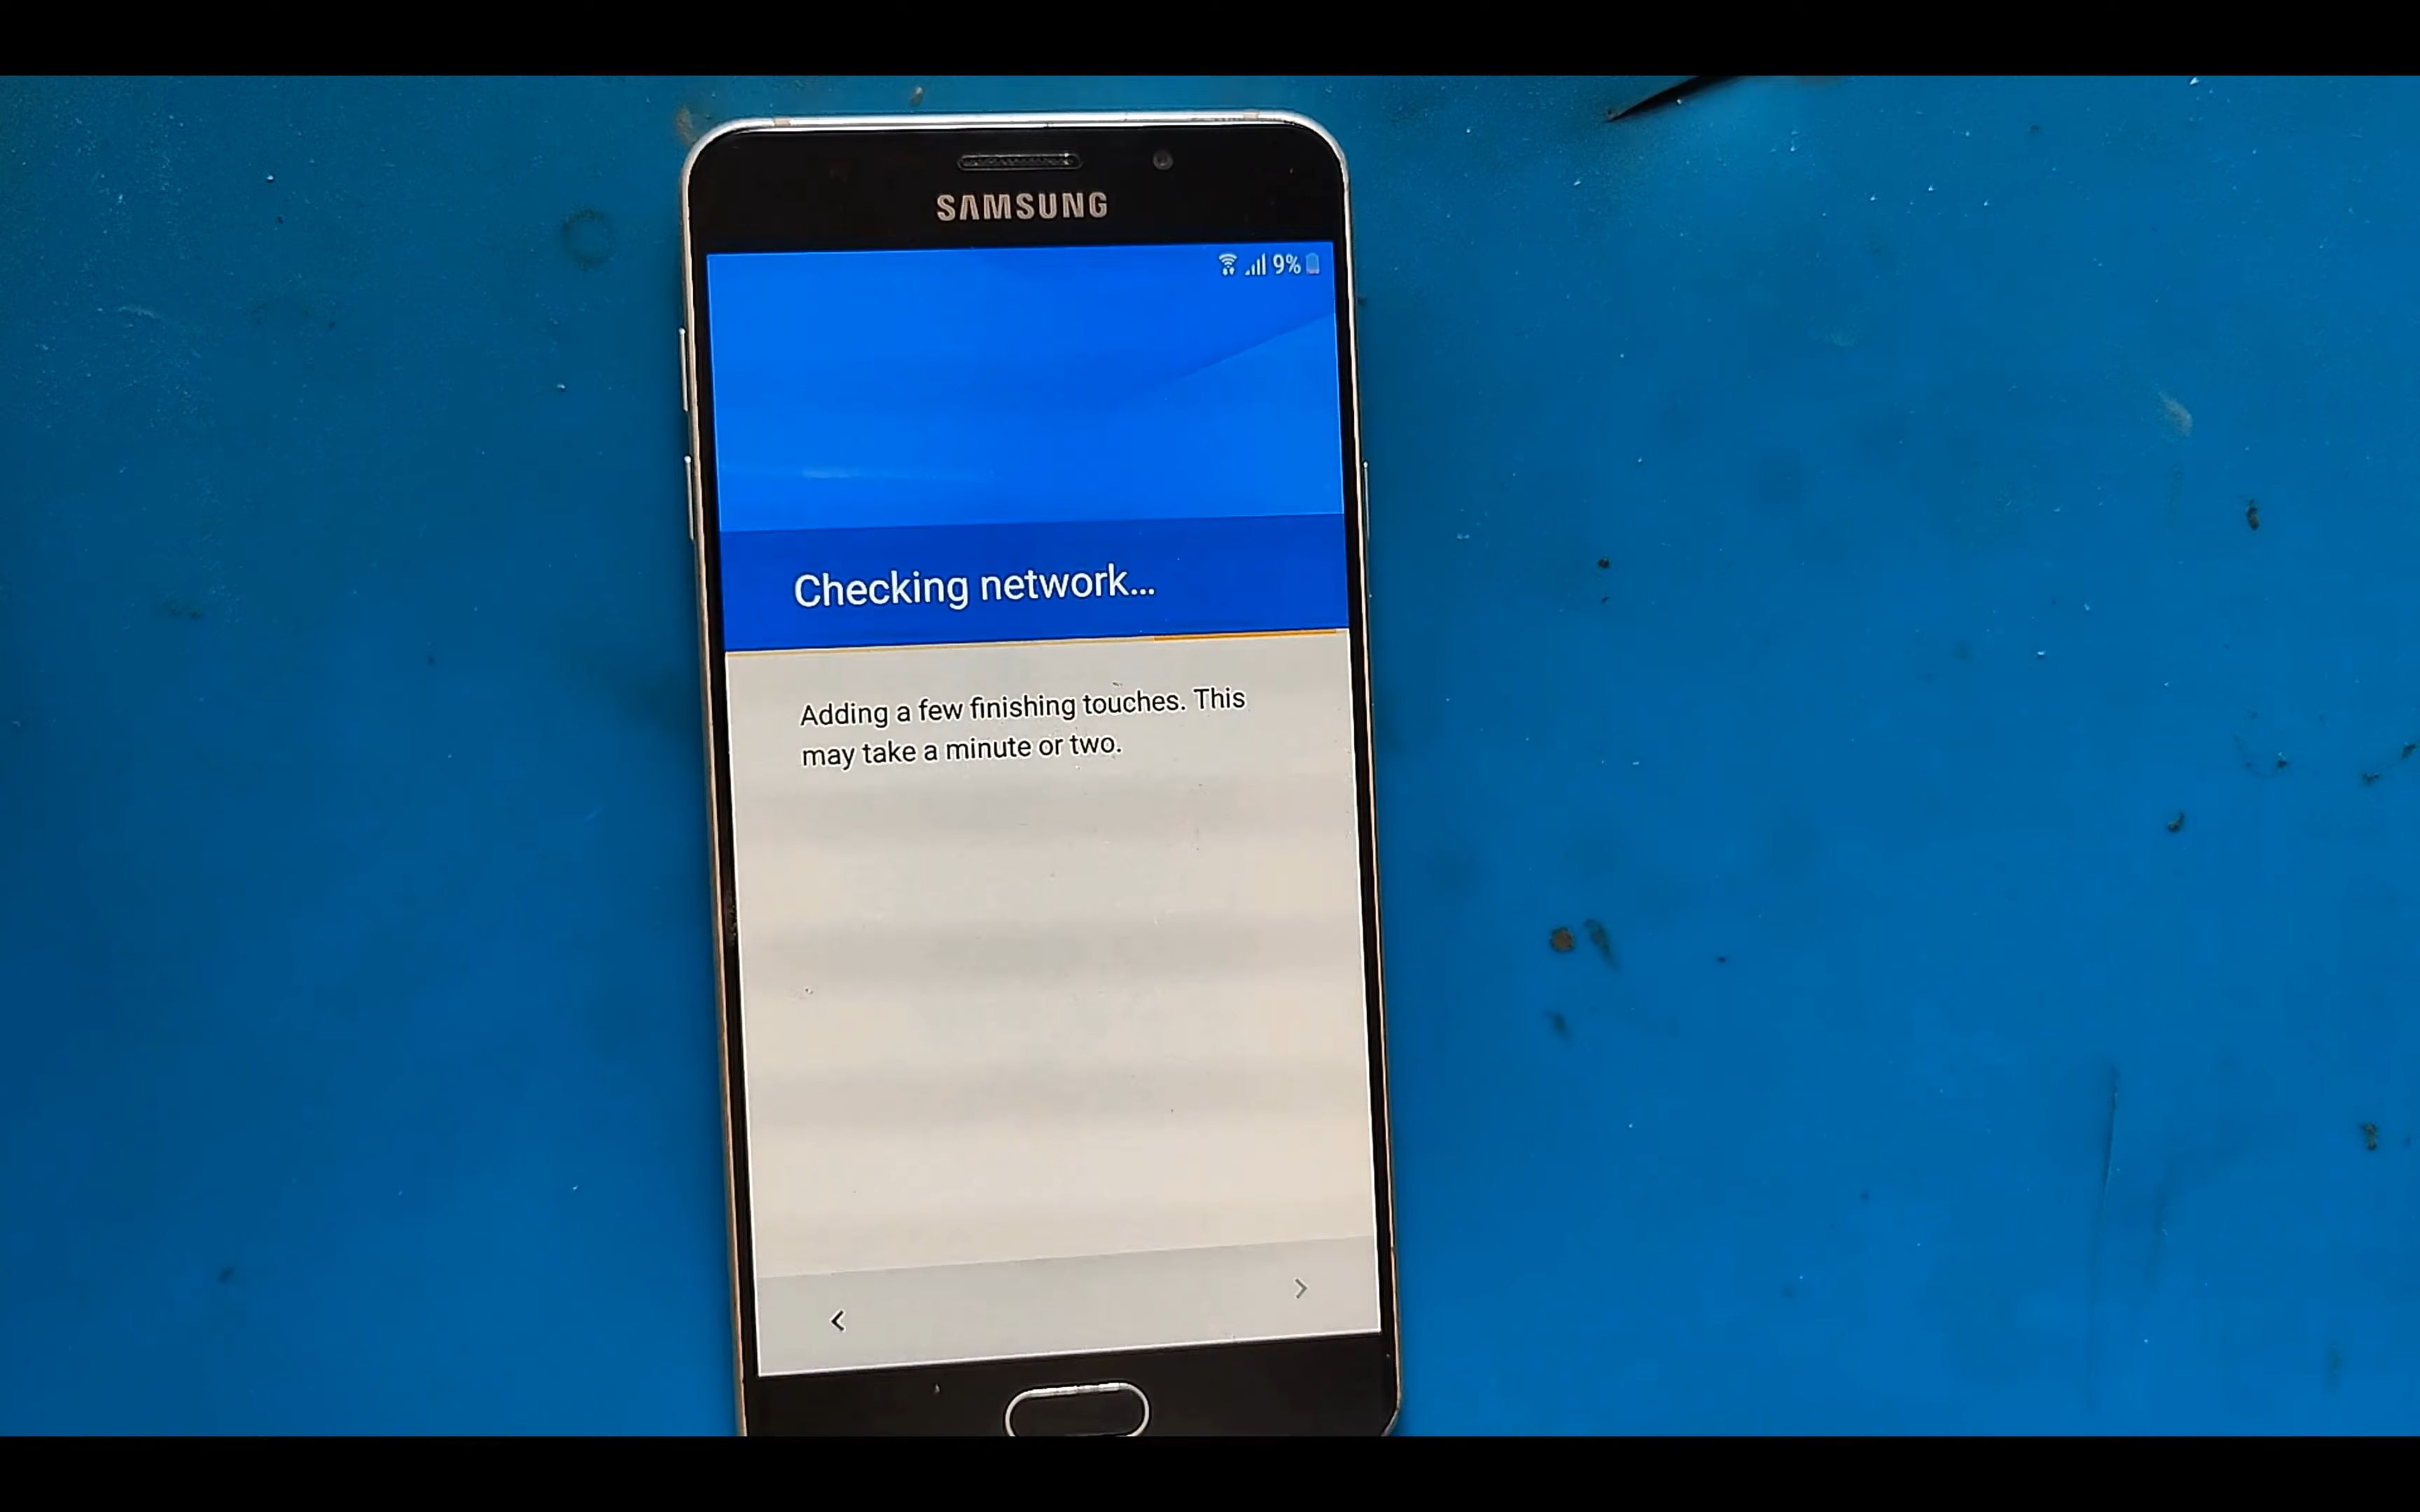 SAMSUNG
9%
Checking network...
Adding a few finishing touches. This
may take a minute or two.